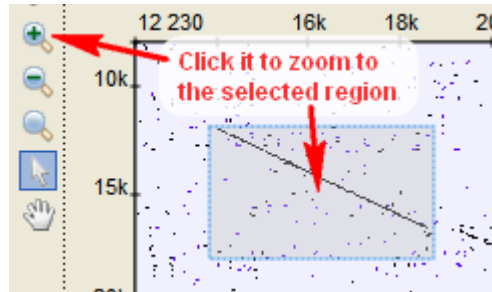 12 230 16k 18k
Click it to zoom to
the selected region
10k
15k